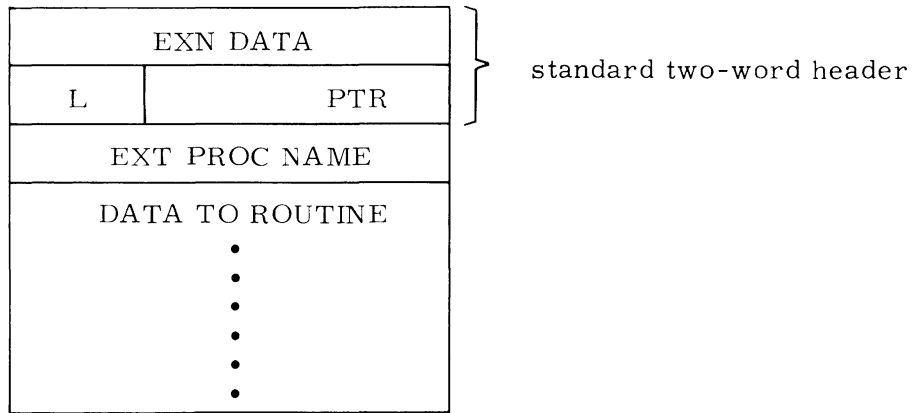 EXN DATA
standard two-word header
L PTR
EXT PROC NAME
DATA TO ROUTINE